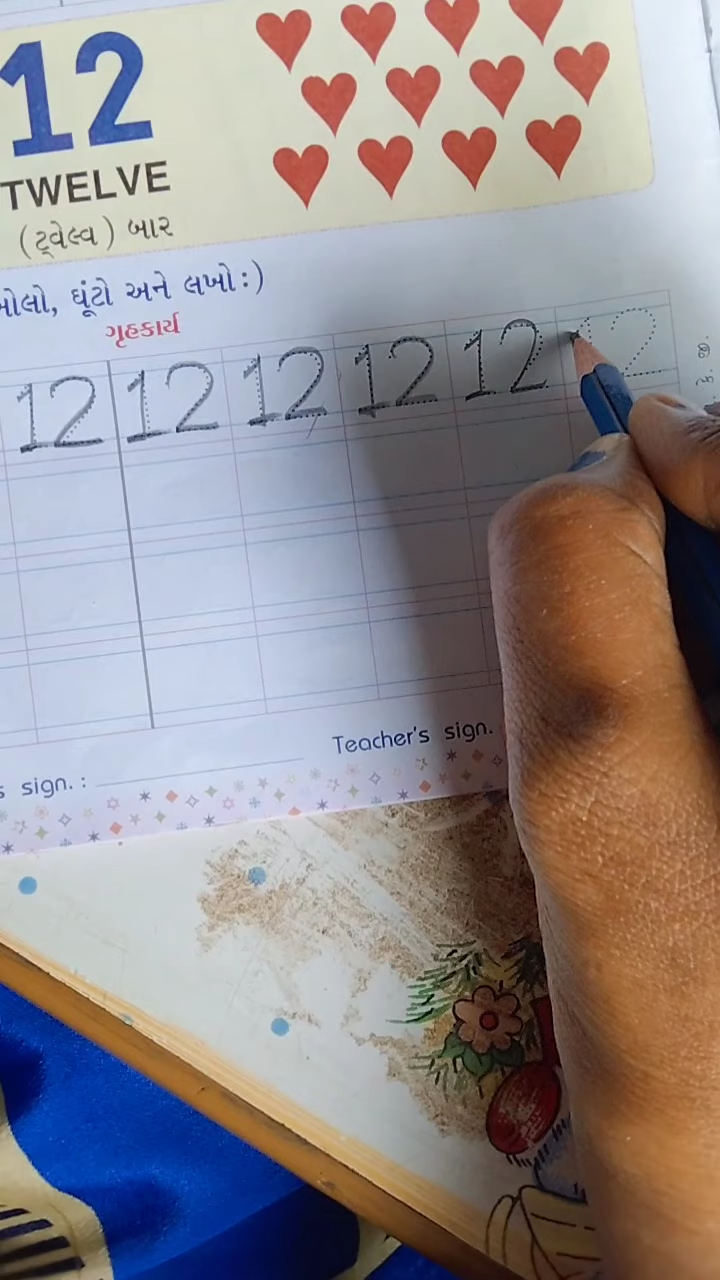 12
TWELVE
(ટ્વેલ્વ) બાર
બોલો, ઘૂંટો અને લખો :)
ગૃહકાર્ય
12 12 12 12 12 12
Teacher's sign.
s sign. :